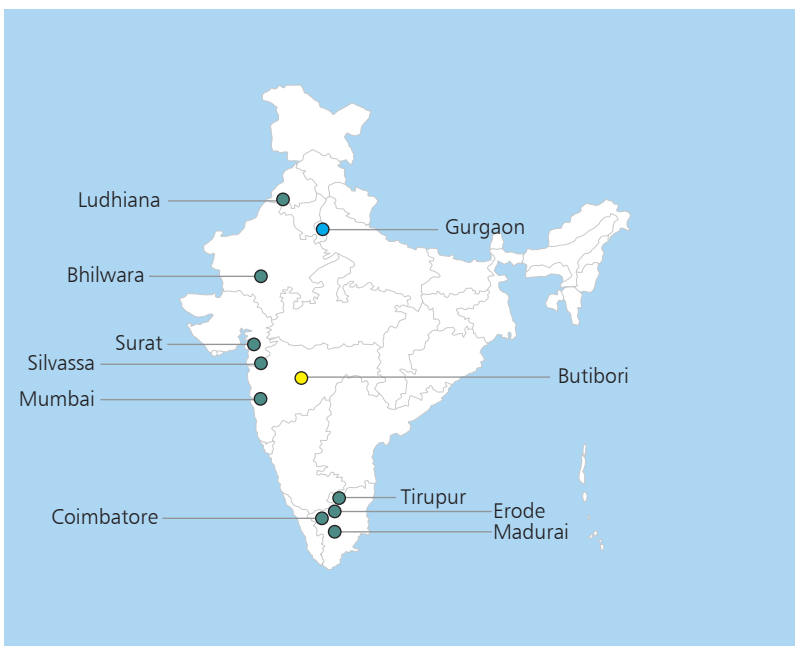 Ludhiana
Gurgaon
Bhilwara
Surat
Silvassa
Butibori
Mumbai
Tirupur
Erode
Coimbatore
Madurai